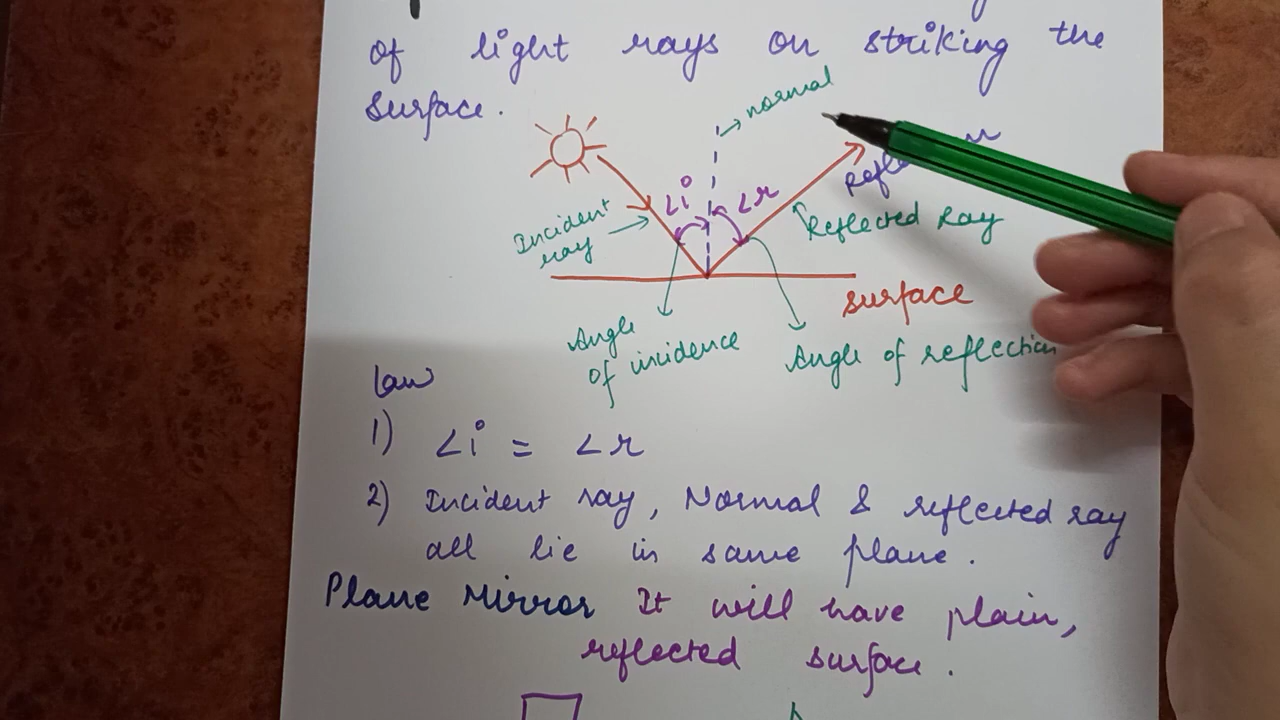 of light rays on striking the
surface.
normal
∠i ∠r
Incident
ray
Reflected Ray
surface
Angle
of incidence
Angle of reflection
law
1) ∠i = ∠r
2) Incident ray, Normal & reflected ray
all lie in same plane.
Plane Mirror It will have plain,
reflected surface.